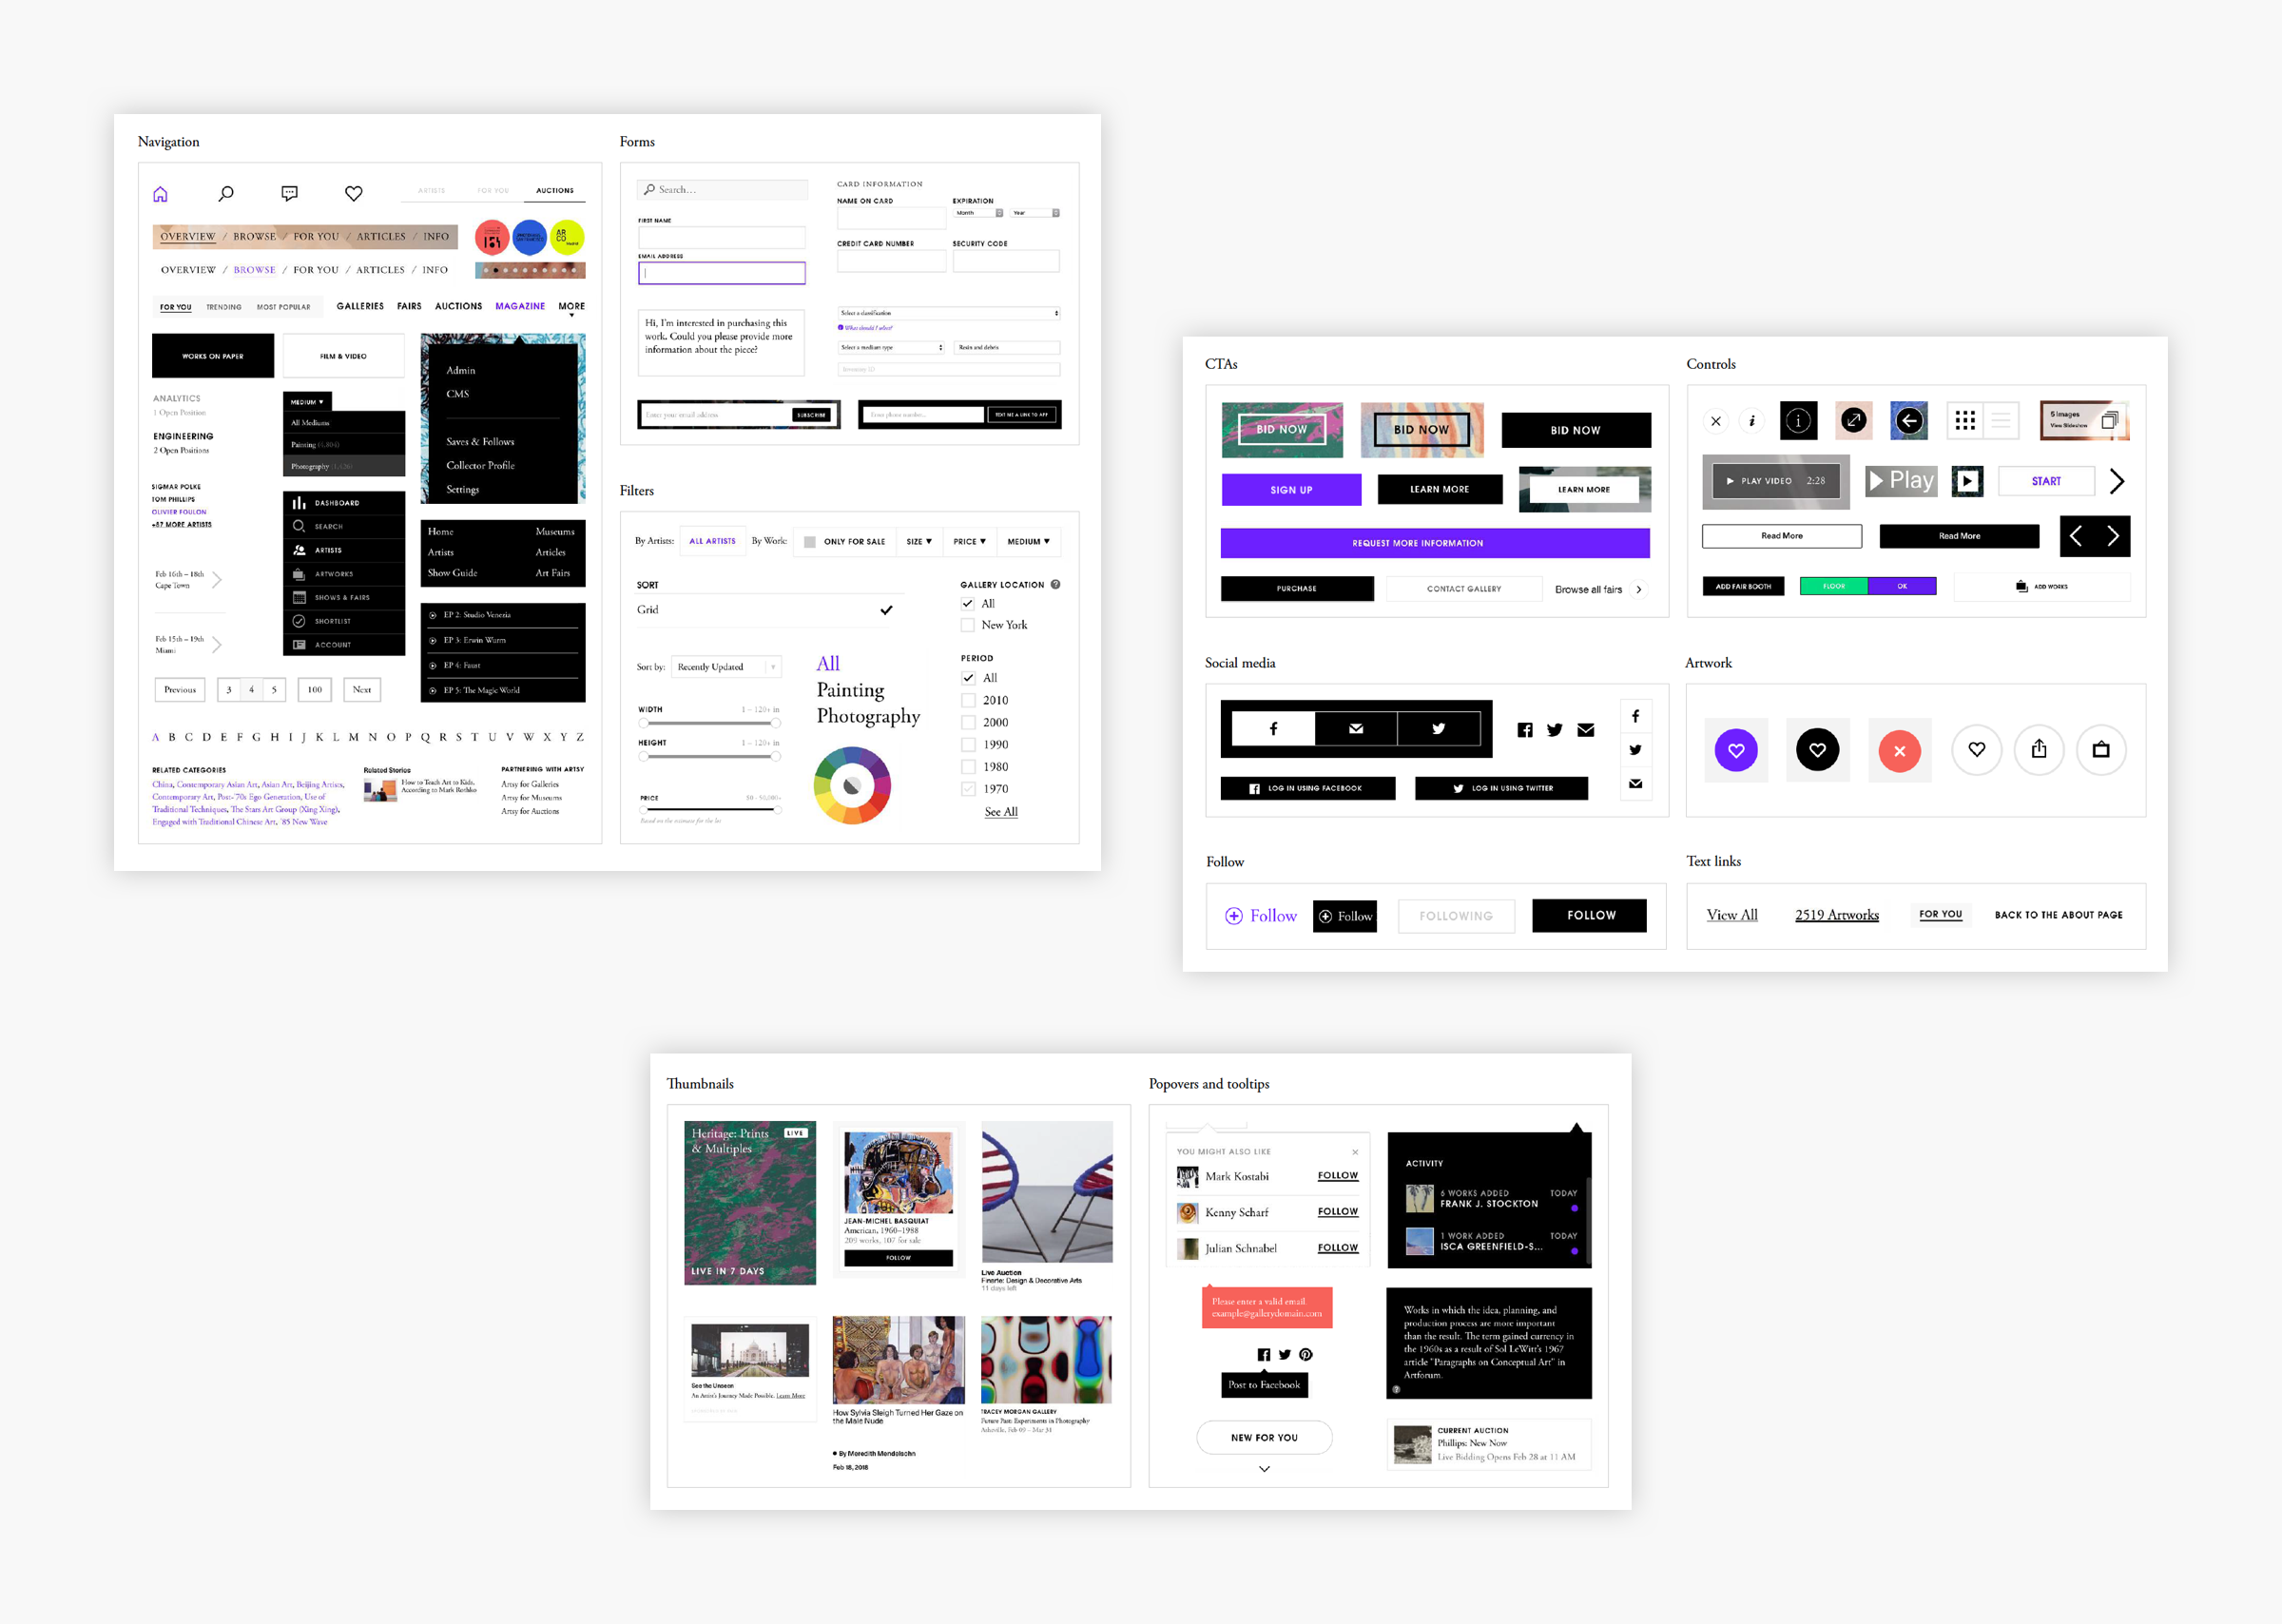 Navigation
ARTISTS FOR YOU AUCTIONS
OVERVIEW / BROWSE / FOR YOU / ARTICLES / INFO
AR
CO
OVERVIEW / BROWSE / FOR YOU / ARTICLES / INFO
FOR YOU TRENDING MOST POPULAR
GALLERIES FAIRS AUCTIONS MAGAZINE MORE
WORKS ON PAPER
FILM & VIDEO
ANALYTICS
1 Open Position
ENGINEERING
2 Open Positions
SIGMAR POLKE
TOM PHILLIPS
OLIVIER FOULON
+87 MORE ARTISTS
Feb 16th – 18th
Cape Town
Feb 15th – 19th
Miami
MEDIUM ▼
All Mediums
Painting (1,804)
Photography
DASHBOARD
SEARCH
ARTISTS
ARTWORKS
SHOWS & FAIRS
SHORTLIST
ACCOUNT
Admin
CMS
Saves & Follows
Collector Profile
Settings
Home Museums
Artists Articles
Show Guide Art Fairs
EP 2: Studio Venezia
EP 3: Erwin Wurm
EP 4: Faust
EP 5: The Magic World
Previous 3 4 5 100 Next
A B C D E F G H I J K L M N O P Q R S T U V W X Y Z
RELATED CATEGORIES
China, Contemporary Asian Art, Asian Art, Beijing Artists,
Contemporary Art, Post-'70s Ego Generation, Use of
Traditional Techniques, The Stars Art Group (Xing Xing),
Engaged with Traditional Chinese Art, '85 New Wave
Related Stories
How to Teach Art to Kids,
According to Mark Rothko
PARTNERING WITH ARTSY
Artsy for Galleries
Artsy for Museums
Artsy for Auctions
Forms
Search…
FIRST NAME
EMAIL ADDRESS
Hi, I'm interested in purchasing this
work. Could you please provide more
information about the piece?
CARD INFORMATION
NAME ON CARD
EXPIRATION
Month Year
CREDIT CARD NUMBER
SECURITY CODE
Select a classification
What should I select?
Select a medium type
Resin and debris
Inventory ID
Enter your email address
SUBSCRIBE
Enter phone number...
TEXT ME A LINK TO APP
Filters
By Artists: ALL ARTISTS By Work: ONLY FOR SALE SIZE ▼ PRICE ▼ MEDIUM ▼
SORT
Grid
Sort by: Recently Updated
WIDTH 1 – 120+ in
HEIGHT 1 – 120+ in
PRICE 50 - 50,000+
Based on the estimate for the lot
All
Painting
Photography
GALLERY LOCATION ?
All
New York
PERIOD
All
2010
2000
1990
1980
1970
See All
CTAs
BID NOW
BID NOW
BID NOW
SIGN UP
LEARN MORE
LEARN MORE
REQUEST MORE INFORMATION
PURCHASE
CONTACT GALLERY
Browse all fairs
Controls
5 Images
View Slideshow
PLAY VIDEO 2:28
Play
START
Read More
Read More
ADD FAIR BOOTH
FLOOR
OK
ADD WORKS
Social media
LOG IN USING FACEBOOK
LOG IN USING TWITTER
Artwork
Follow
Follow
Follow
FOLLOWING
FOLLOW
Text links
View All
2519 Artworks
FOR YOU
BACK TO THE ABOUT PAGE
Thumbnails
Heritage: Prints
& Multiples
LIVE
LIVE IN 7 DAYS
JEAN-MICHEL BASQUIAT
American, 1960–1988
209 works, 107 for sale
FOLLOW
Live Auction
Finarte: Design & Decorative Arts
11 days left
See the Unseen
An Artist's Journey Made Possible. Learn More
How Sylvia Sleigh Turned Her Gaze on
the Male Nude
By Meredith Mendelsohn
Feb 18, 2018
TRACEY MORGAN GALLERY
Future Past: Experiments in Photography
Asheville, Feb 09 – Mar 31
Popovers and tooltips
YOU MIGHT ALSO LIKE
Mark Kostabi FOLLOW
Kenny Scharf FOLLOW
Julian Schnabel FOLLOW
Please enter a valid email
example@gallerydomain.com
Post to Facebook
NEW FOR YOU
ACTIVITY
6 WORKS ADDED TODAY
FRANK J. STOCKTON
1 WORK ADDED TODAY
ISCA GREENFIELD-S...
Works in which the idea, planning, and
production process are more important
than the result. The term gained currency in
the 1960s as a result of Sol LeWitt's 1967
article "Paragraphs on Conceptual Art" in
Artforum.
CURRENT AUCTION
Phillips: New Now
Live Bidding Opens Feb 28 at 11 AM